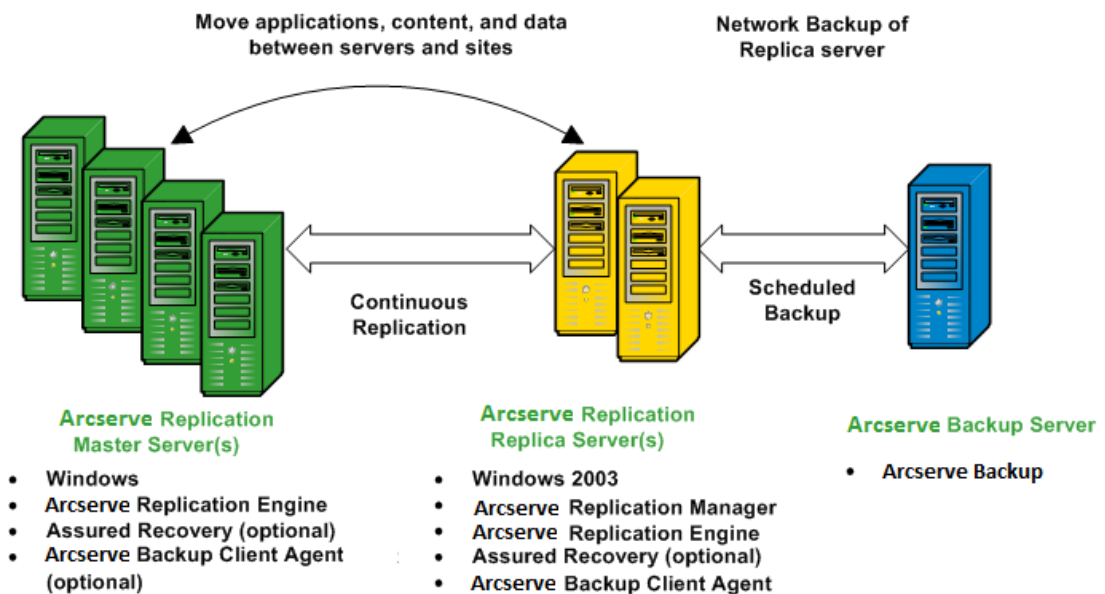 Move applications, content, and data
between servers and sites
Network Backup of
Replica server
Continuous
Replication
Scheduled
Backup
Arcserve Replication
Master Server(s)
• Windows
• Arcserve Replication Engine
• Assured Recovery (optional)
• Arcserve Backup Client Agent
(optional)
Arcserve Replication
Replica Server(s)
• Windows 2003
• Arcserve Replication Manager
• Arcserve Replication Engine
• Assured Recovery (optional)
• Arcserve Backup Client Agent
Arcserve Backup Server
• Arcserve Backup